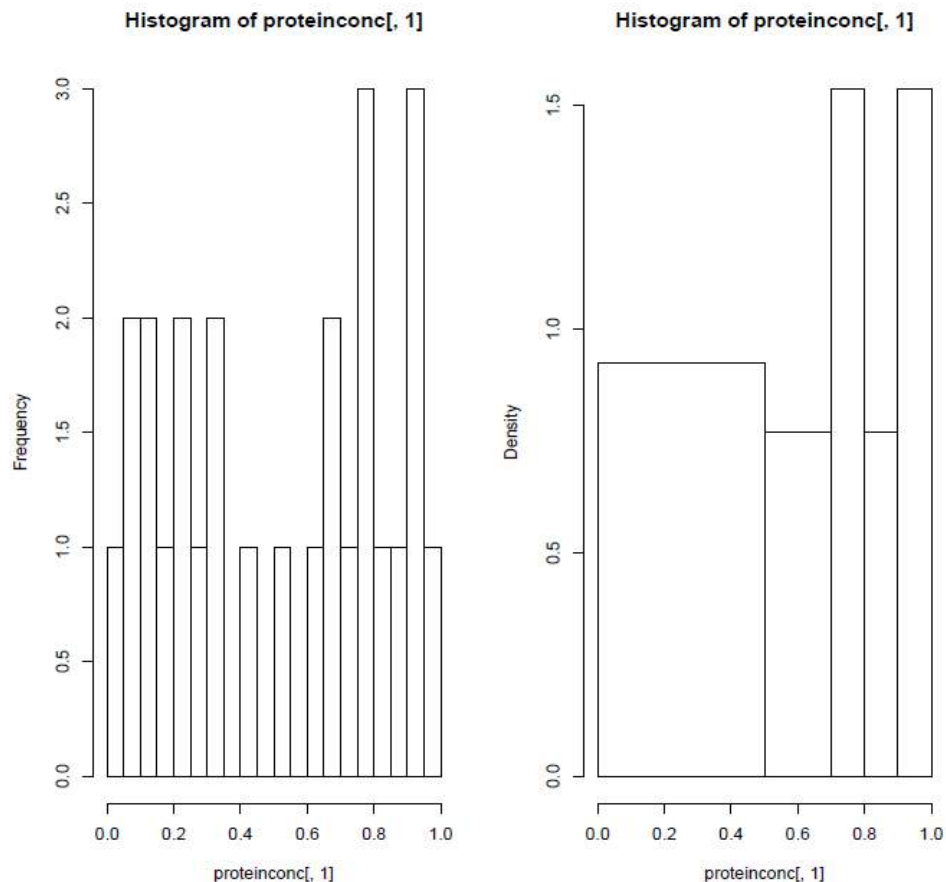 Histogram of proteinconc[, 1]
Frequency
3.0
2.5
2.0
1.5
1.0
0.5
0.0
0.0 0.2 0.4 0.6 0.8 1.0
proteinconc[, 1]
Histogram of proteinconc[, 1]
Density
1.5
1.0
0.5
0.0
0.0 0.2 0.4 0.6 0.8 1.0
proteinconc[, 1]